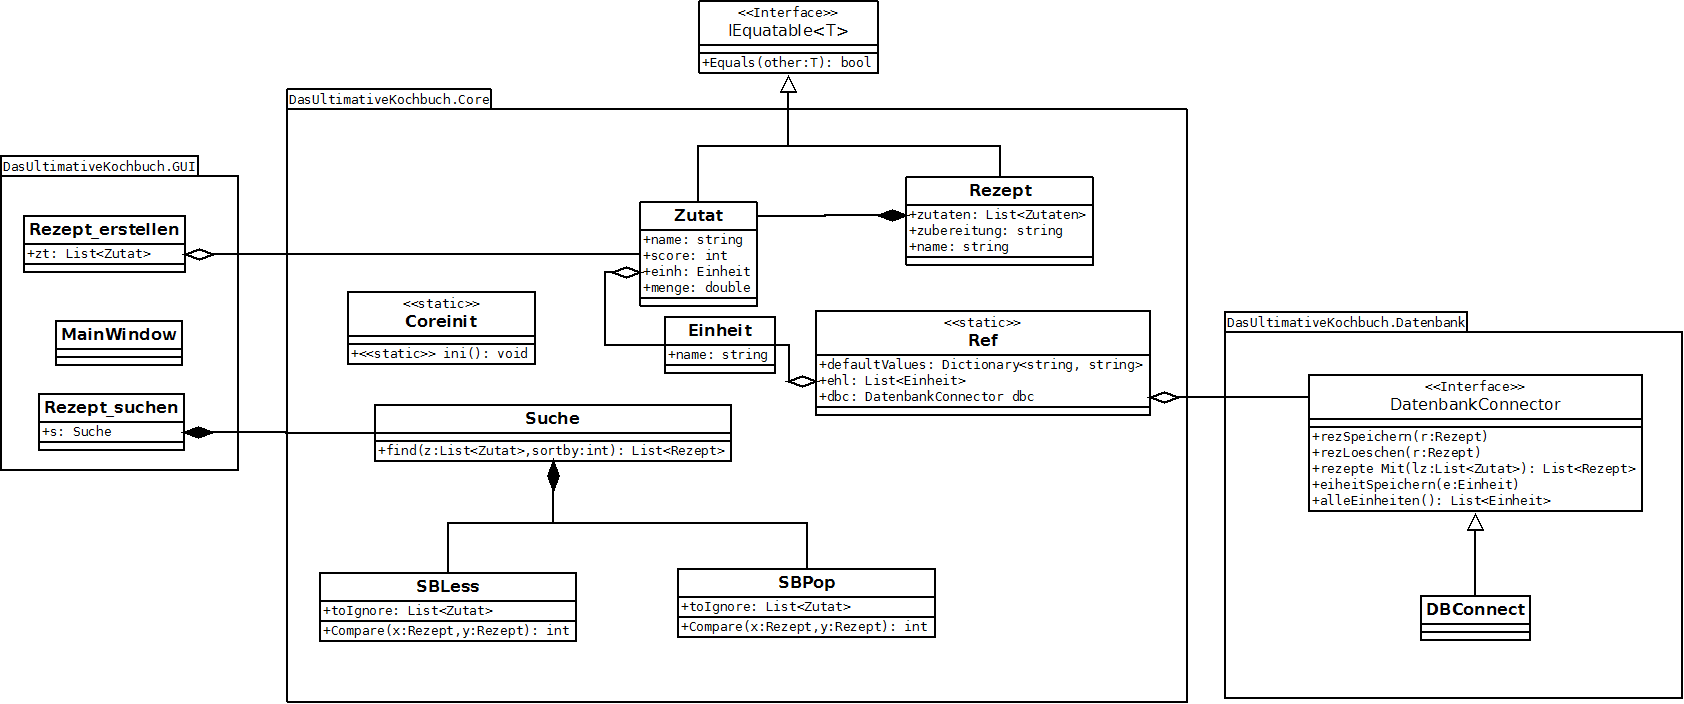 <<Interface>>
IEquatable<T>
+Equals(other:T): bool
DasUltimativeKochbuch.Core
DasUltimativeKochbuch.GUI
Rezept_erstellen
+zt: List<Zutat>
MainWindow
Rezept_suchen
+s: Suche
Zutat
+name: string
+score: int
+einh: Einheit
+menge: double
Rezept
+zutaten: List<Zutaten>
+zubereitung: string
+name: string
<<static>>
Coreinit
+<<static>> ini(): void
Einheit
+name: string
<<static>>
Ref
+defaultValues: Dictionary<string, string>
+ehl: List<Einheit>
+dbc: DatenbankConnector dbc
Suche
+find(z:List<Zutat>,sortby:int): List<Rezept>
SBLess
+toIgnore: List<Zutat>
+Compare(x:Rezept,y:Rezept): int
SBPop
+toIgnore: List<Zutat>
+Compare(x:Rezept,y:Rezept): int
DasUltimativeKochbuch.Datenbank
<<Interface>>
DatenbankConnector
+rezSpeichern(r:Rezept)
+rezLoeschen(r:Rezept)
+rezepte Mit(lz:List<Zutat>): List<Rezept>
+eiheitSpeichern(e:Einheit)
+alleEinheiten(): List<Einheit>
DBConnect